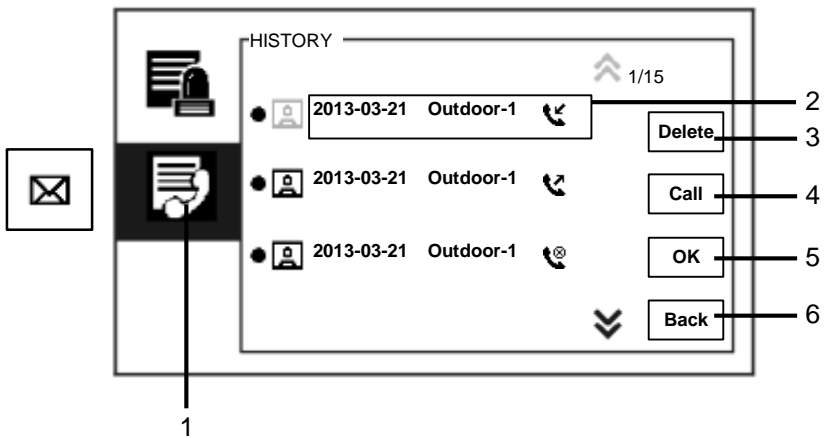 HISTORY
1/15
2013-03-21 Outdoor-1
2
Delete
3
2013-03-21 Outdoor-1
Call
4
2013-03-21 Outdoor-1
OK
5
Back
6
1